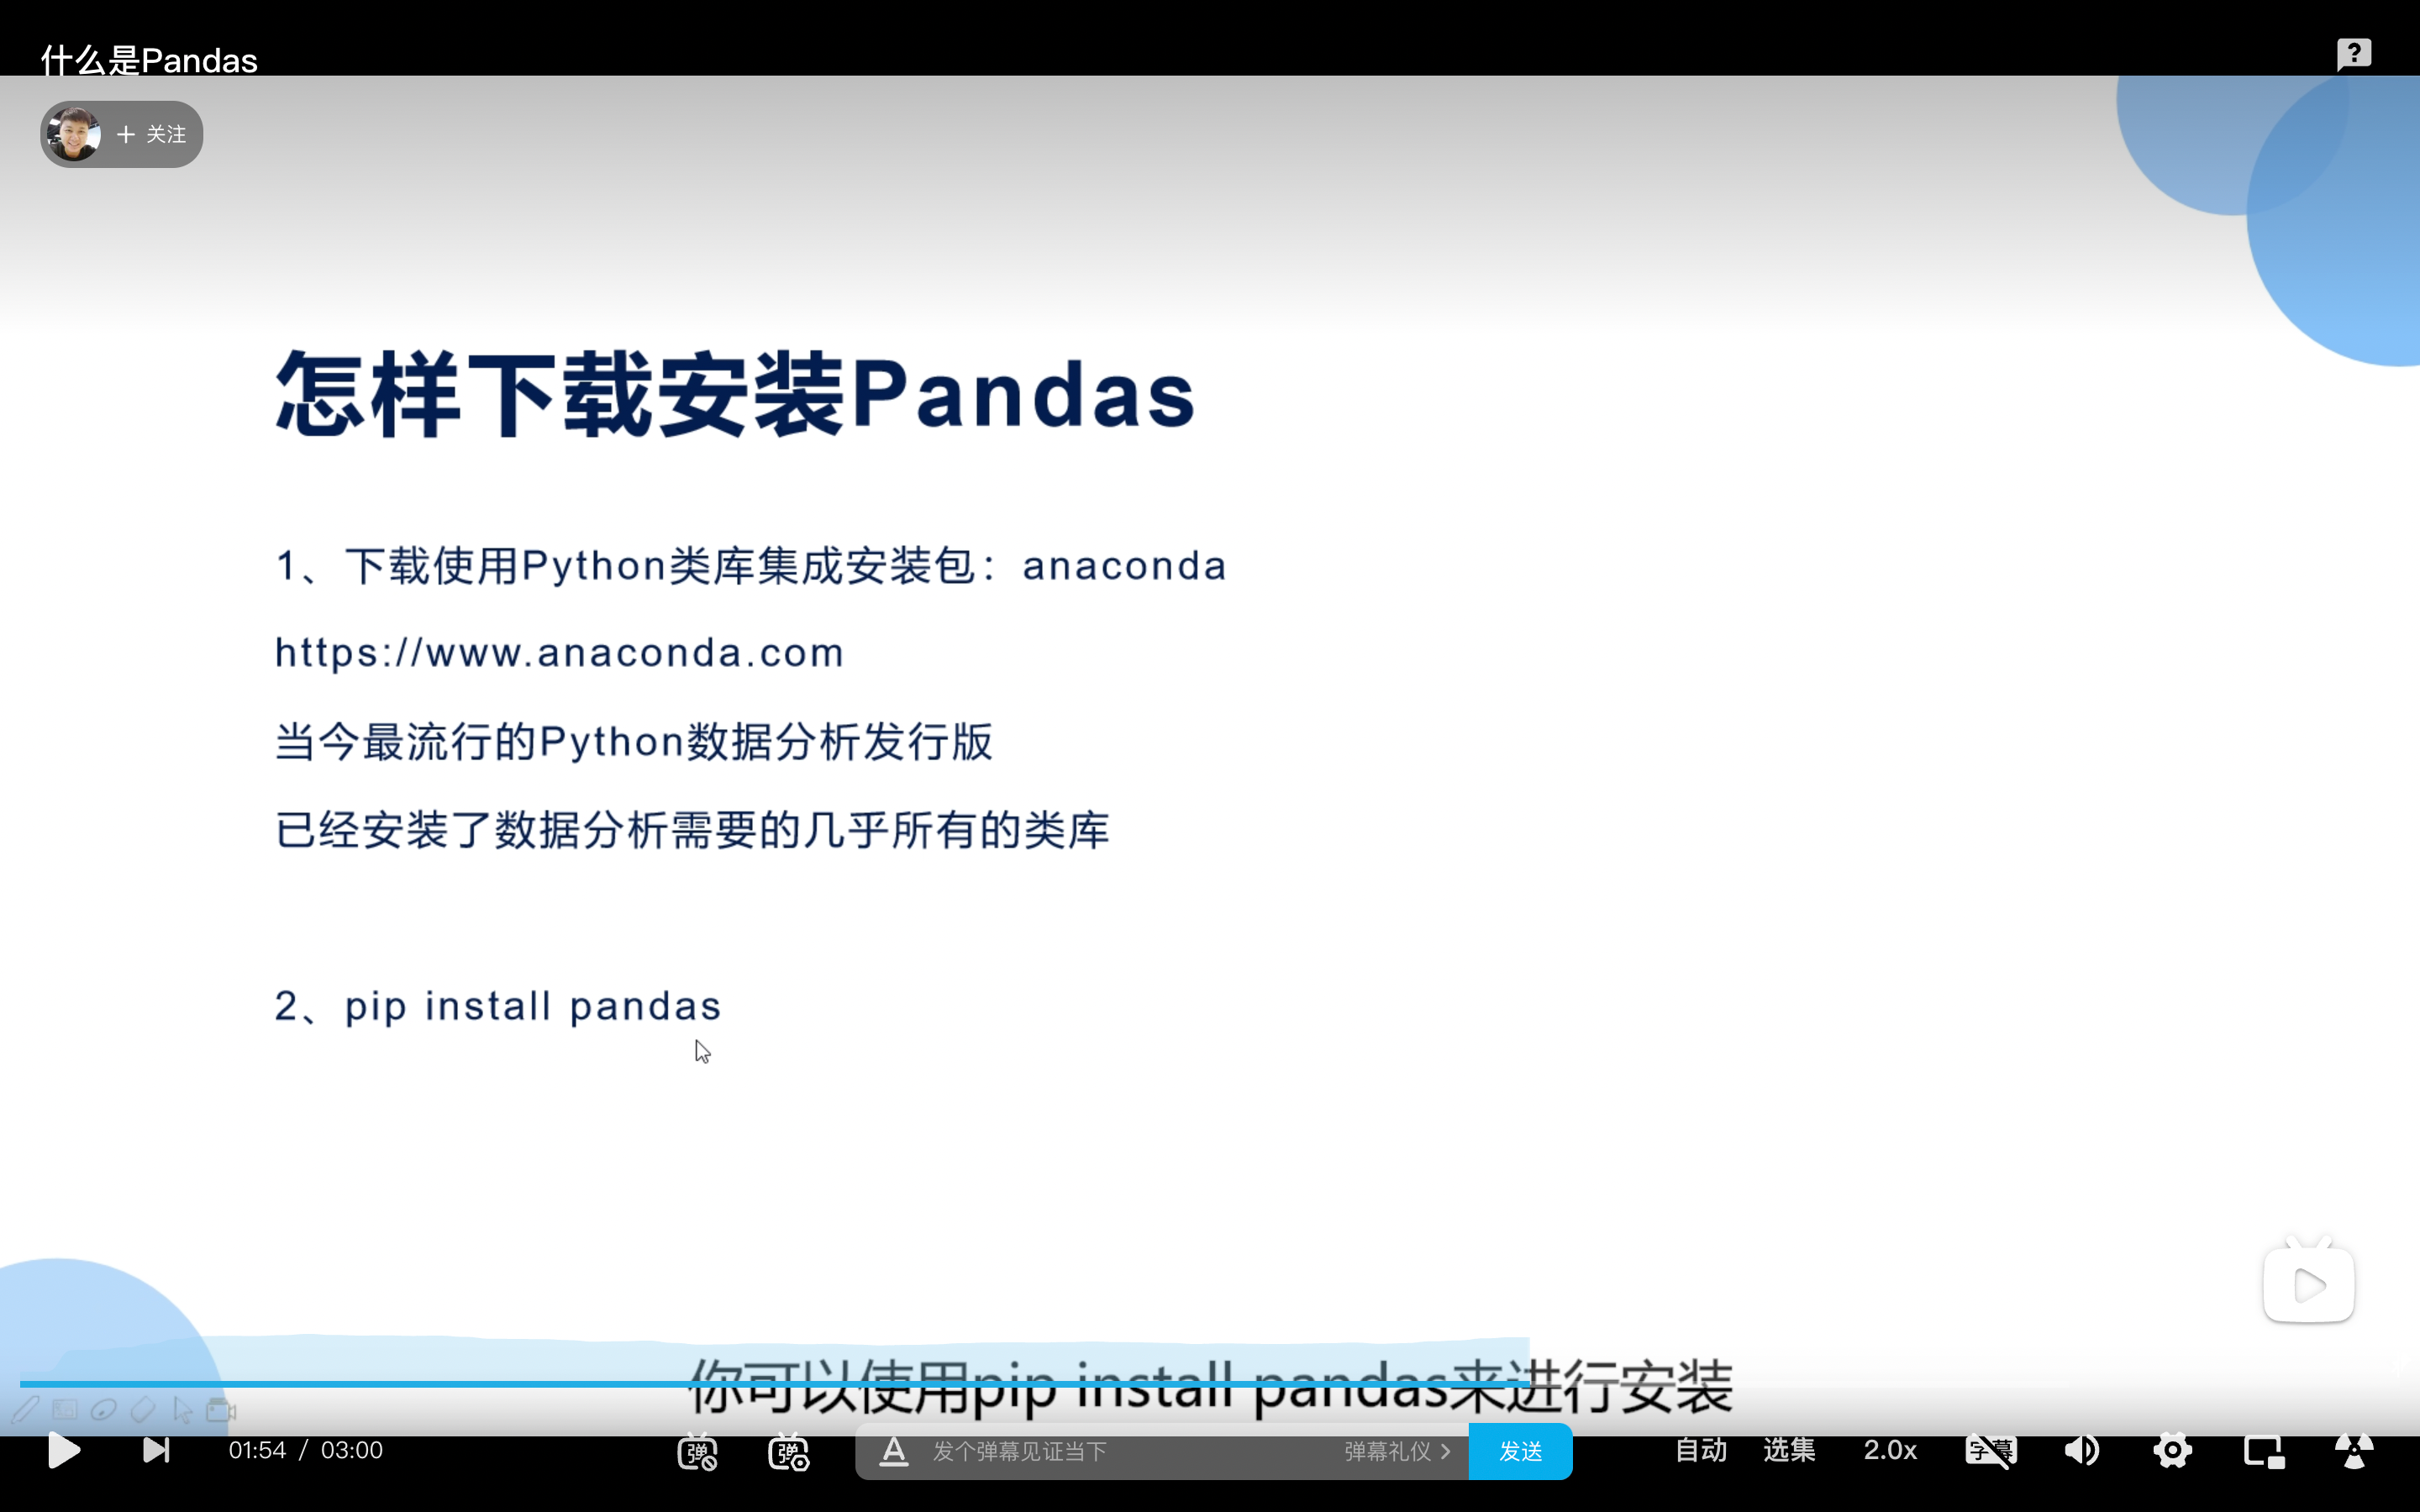 什么是Pandas
+ 关注
怎样下载安装Pandas
1、下载使用Python类库集成安装包：anaconda
https://www.anaconda.com
当今最流行的Python数据分析发行版
已经安装了数据分析需要的几乎所有的类库
2、pip install pandas
你可以使用pip install pandas来进行安装
01:54 / 03:00
弹
弹
A
发个弹幕见证当下
弹幕礼仪 >
发送
自动
选集
2.0x
字幕